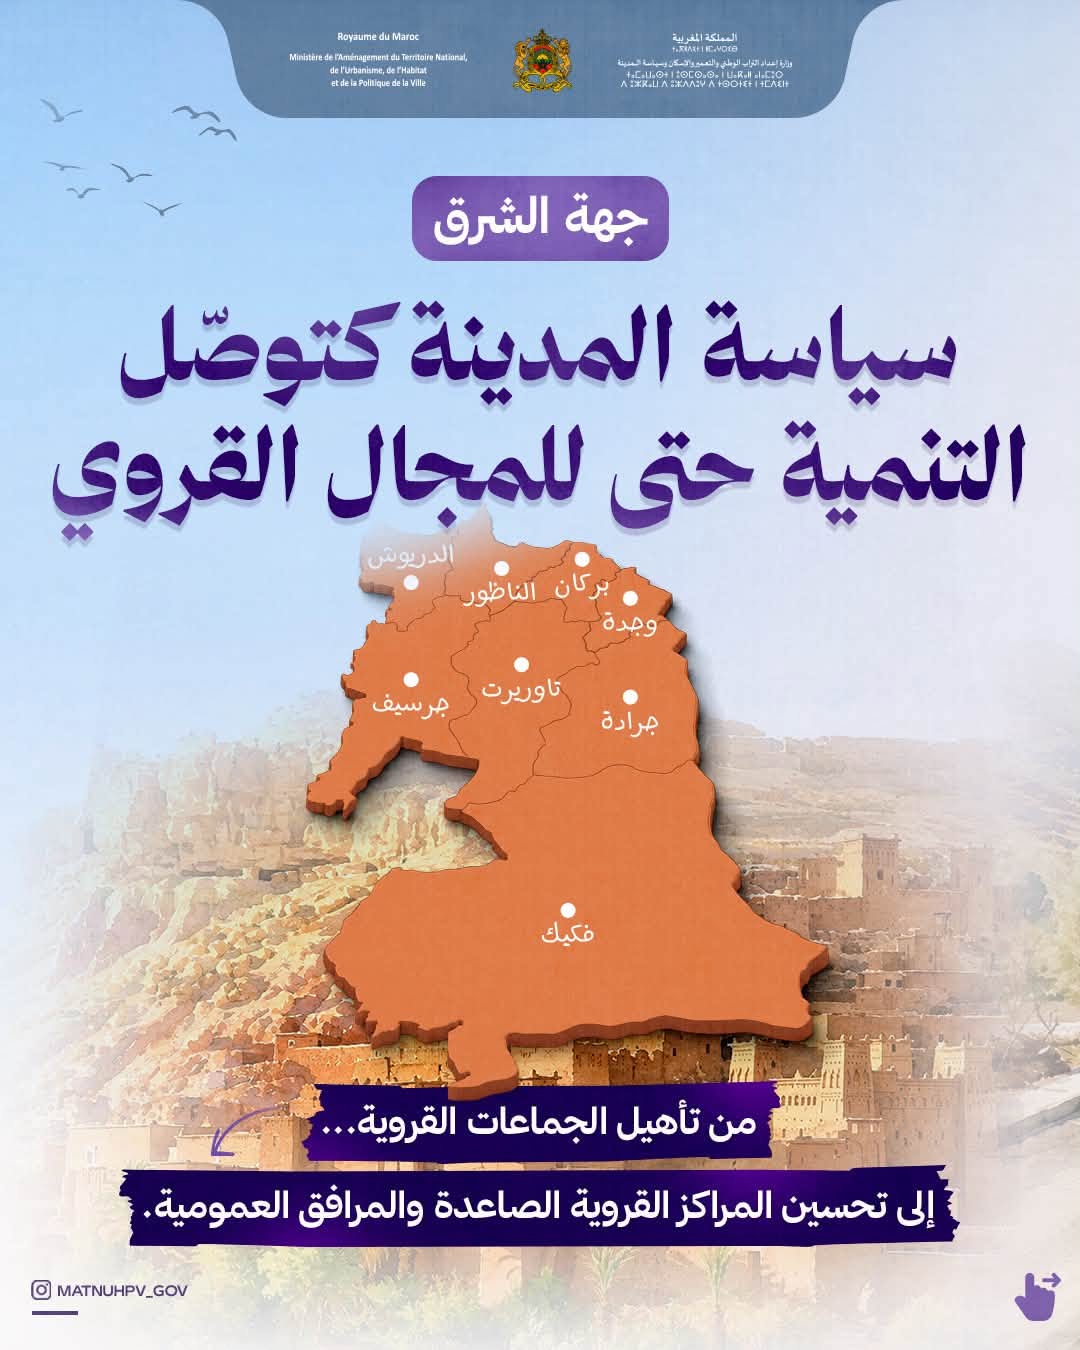 Royaume du Maroc
Ministère de l'Aménagement du Territoire National,
de l'Urbanisme, de l'Habitat
et de la Politique de la Ville
المملكة المغربية
وزارة إعداد التراب الوطني والتعمير والإسكان وسياسة المدينة
جهة الشرق
سياسة المدينة كتوصّل
التنمية حتى للمجال القروي
الدريوش
الناظور
بركان
وجدة
جرسيف
تاوريرت
جرادة
فكيك
من تأهيل الجماعات القروية...
إلى تحسين المراكز القروية الصاعدة والمرافق العمومية.
MATNUHPV_GOV